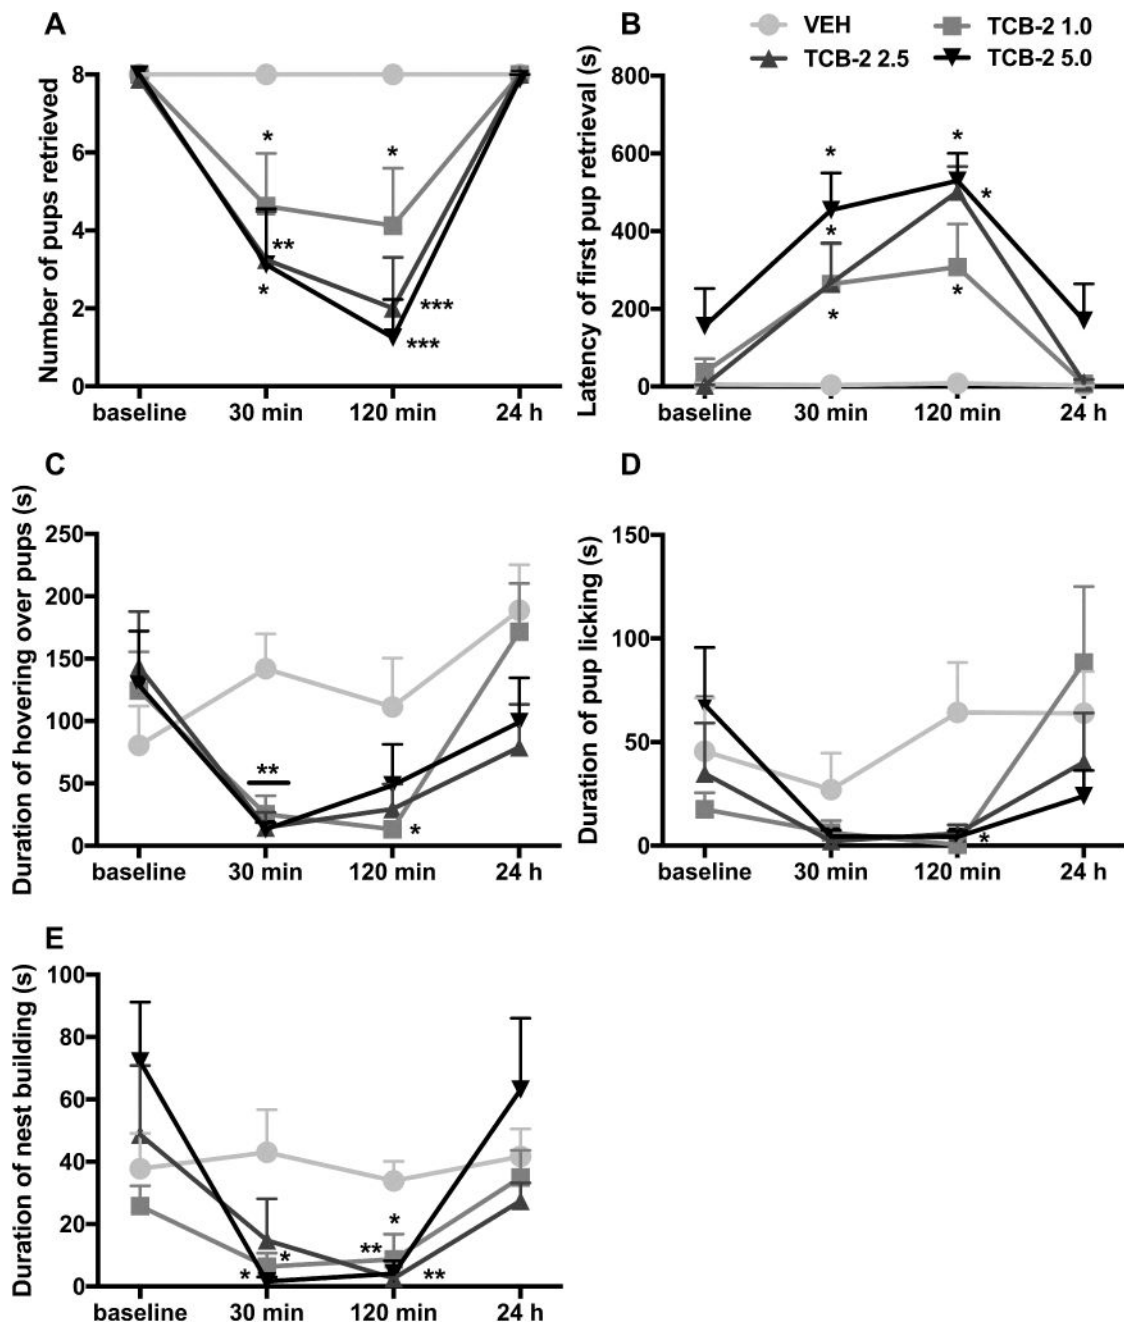 A
B
VEH
TCB-2 1.0
TCB-2 2.5
TCB-2 5.0
Number of pups retrieved
8
6
4
2
0
*
*
**
*
***
***
baseline
30 min
120 min
24 h
Latency of first pup retrieval (s)
800
600
400
200
0
*
*
*
*
*
*
baseline
30 min
120 min
24 h
C
D
Duration of hovering over pups (s)
250
200
150
100
50
0
**
*
baseline
30 min
120 min
24 h
Duration of pup licking (s)
150
100
50
0
*
baseline
30 min
120 min
24 h
E
Duration of nest building (s)
100
80
60
40
20
0
*
*
*
**
**
baseline
30 min
120 min
24 h